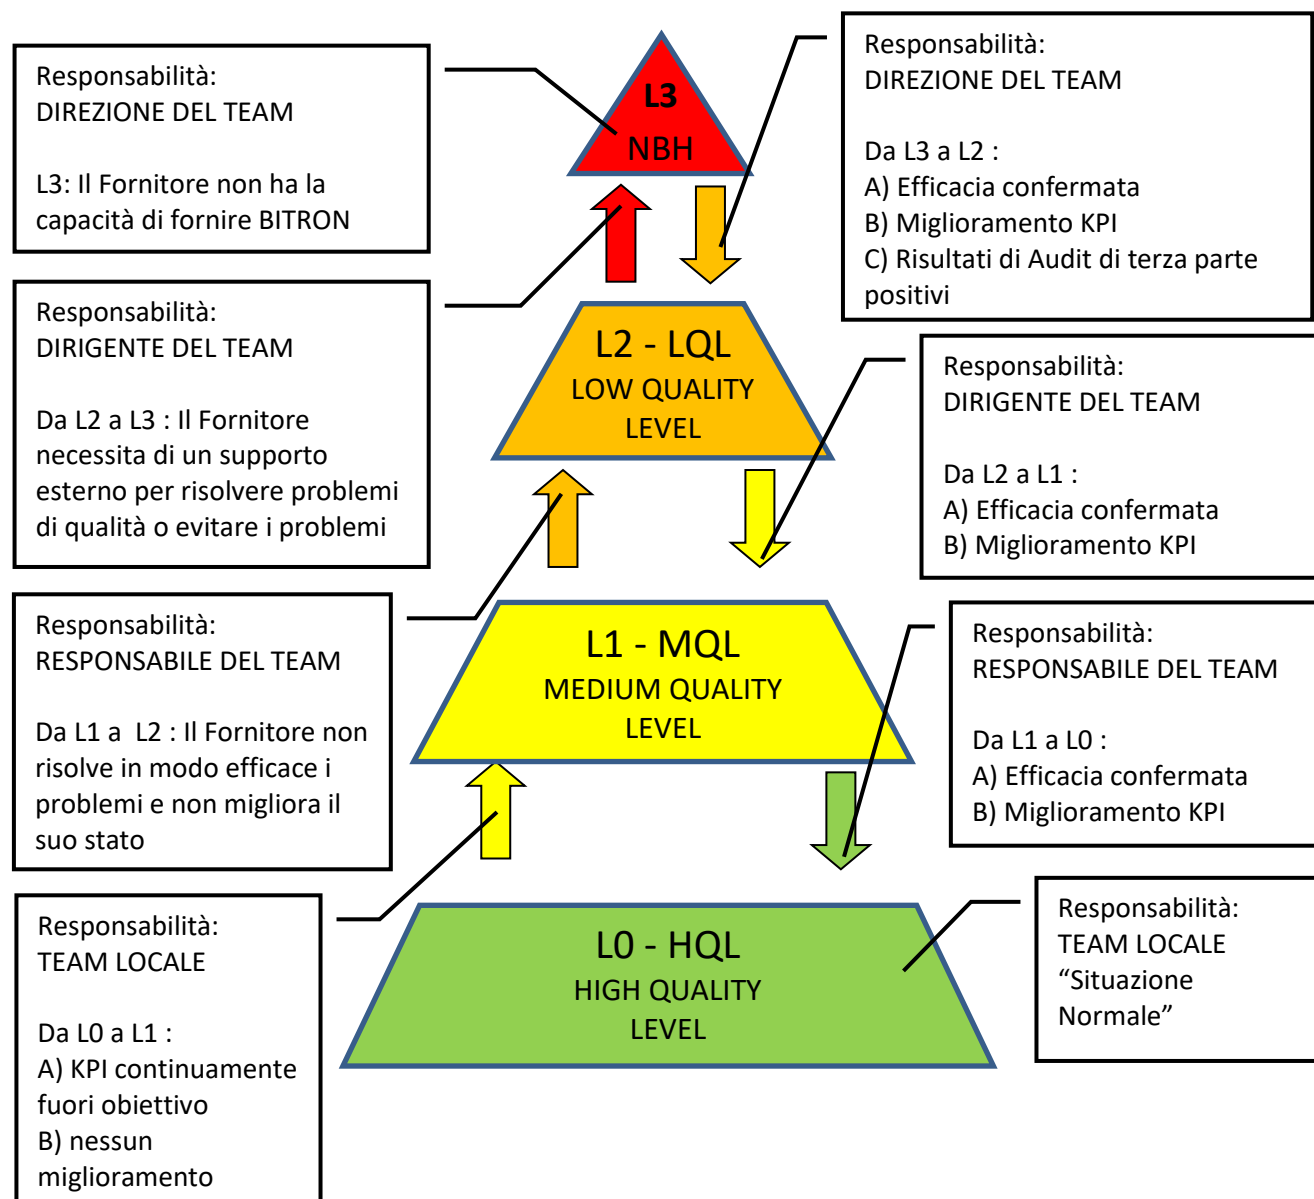 Responsabilità:
DIREZIONE DEL TEAM
L3: Il Fornitore non ha la
capacità di fornire BITRON
L3
NBH
Responsabilità:
DIREZIONE DEL TEAM
Da L3 a L2 :
A) Efficacia confermata
B) Miglioramento KPI
C) Risultati di Audit di terza parte
positivi
Responsabilità:
DIRIGENTE DEL TEAM
Da L2 a L3 : Il Fornitore
necessita di un supporto
esterno per risolvere problemi
di qualità o evitare i problemi
L2 - LQL
LOW QUALITY
LEVEL
Responsabilità:
DIRIGENTE DEL TEAM
Da L2 a L1 :
A) Efficacia confermata
B) Miglioramento KPI
Responsabilità:
RESPONSABILE DEL TEAM
Da L1 a  L2 : Il Fornitore non
risolve in modo efficace i
problemi e non migliora il
suo stato
L1 - MQL
MEDIUM QUALITY
LEVEL
Responsabilità:
RESPONSABILE DEL TEAM
Da L1 a L0 :
A) Efficacia confermata
B) Miglioramento KPI
Responsabilità:
TEAM LOCALE
Da L0 a L1 :
A) KPI continuamente
fuori obiettivo
B) nessun
miglioramento
L0 - HQL
HIGH QUALITY
LEVEL
Responsabilità:
TEAM LOCALE
“Situazione
Normale”